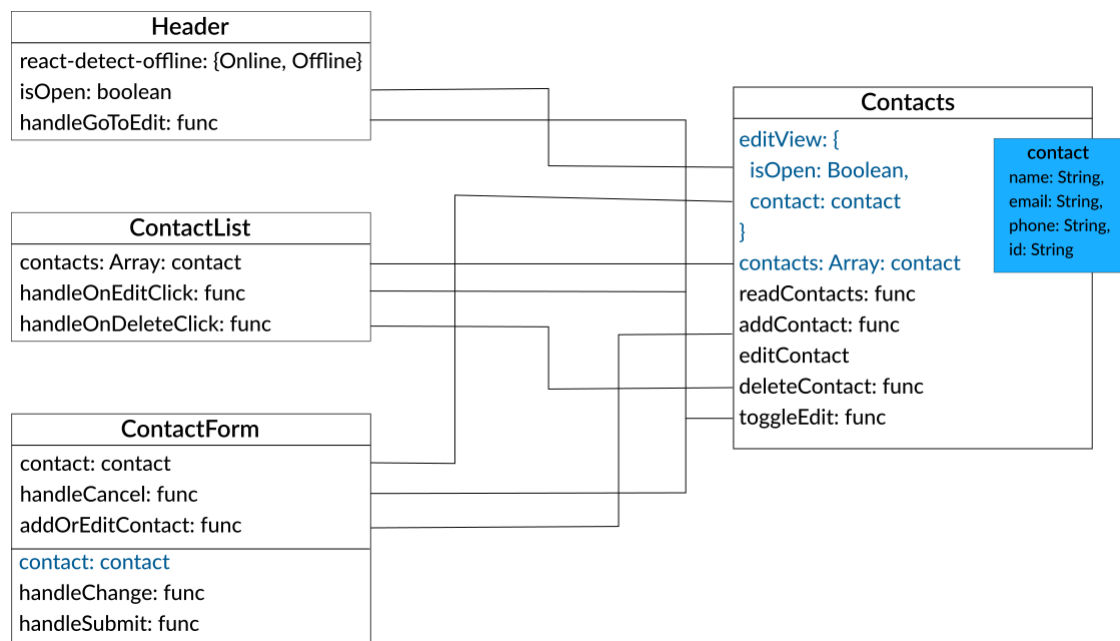 Header
react-detect-offline: {Online, Offline}
isOpen: boolean
handleGoToEdit: func
ContactList
contacts: Array: contact
handleOnEditClick: func
handleOnDeleteClick: func
ContactForm
contact: contact
handleCancel: func
addOrEditContact: func
contact: contact
handleChange: func
handleSubmit: func
Contacts
editView: {
isOpen: Boolean,
contact: contact
}
contacts: Array: contact
readContacts: func
addContact: func
editContact
deleteContact: func
toggleEdit: func
contact
name: String,
email: String,
phone: String,
id: String